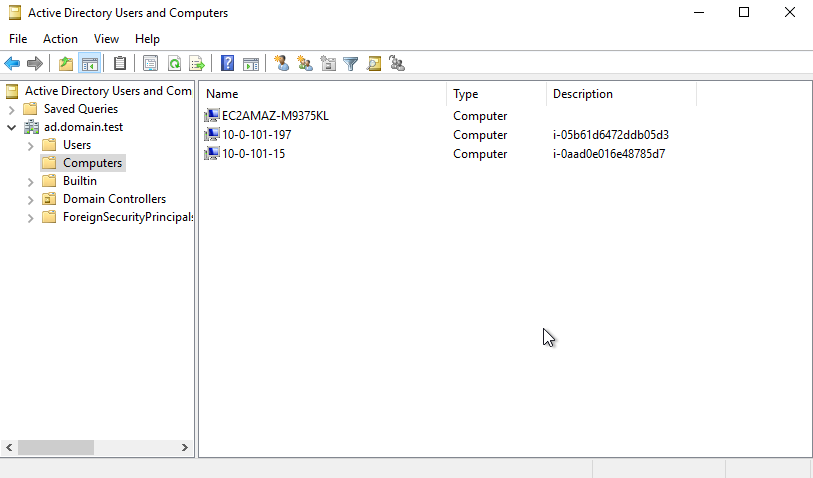 Active Directory Users and Computers
File Action View Help
Active Directory Users and Com
Saved Queries
ad.domain.test
Users
Computers
Builtin
Domain Controllers
ForeignSecurityPrincipals
Name Type Description
EC2AMAZ-M9375KL Computer
10-0-101-197 Computer i-05b61d6472ddb05d3
10-0-101-15 Computer i-0aad0e016e48785d7